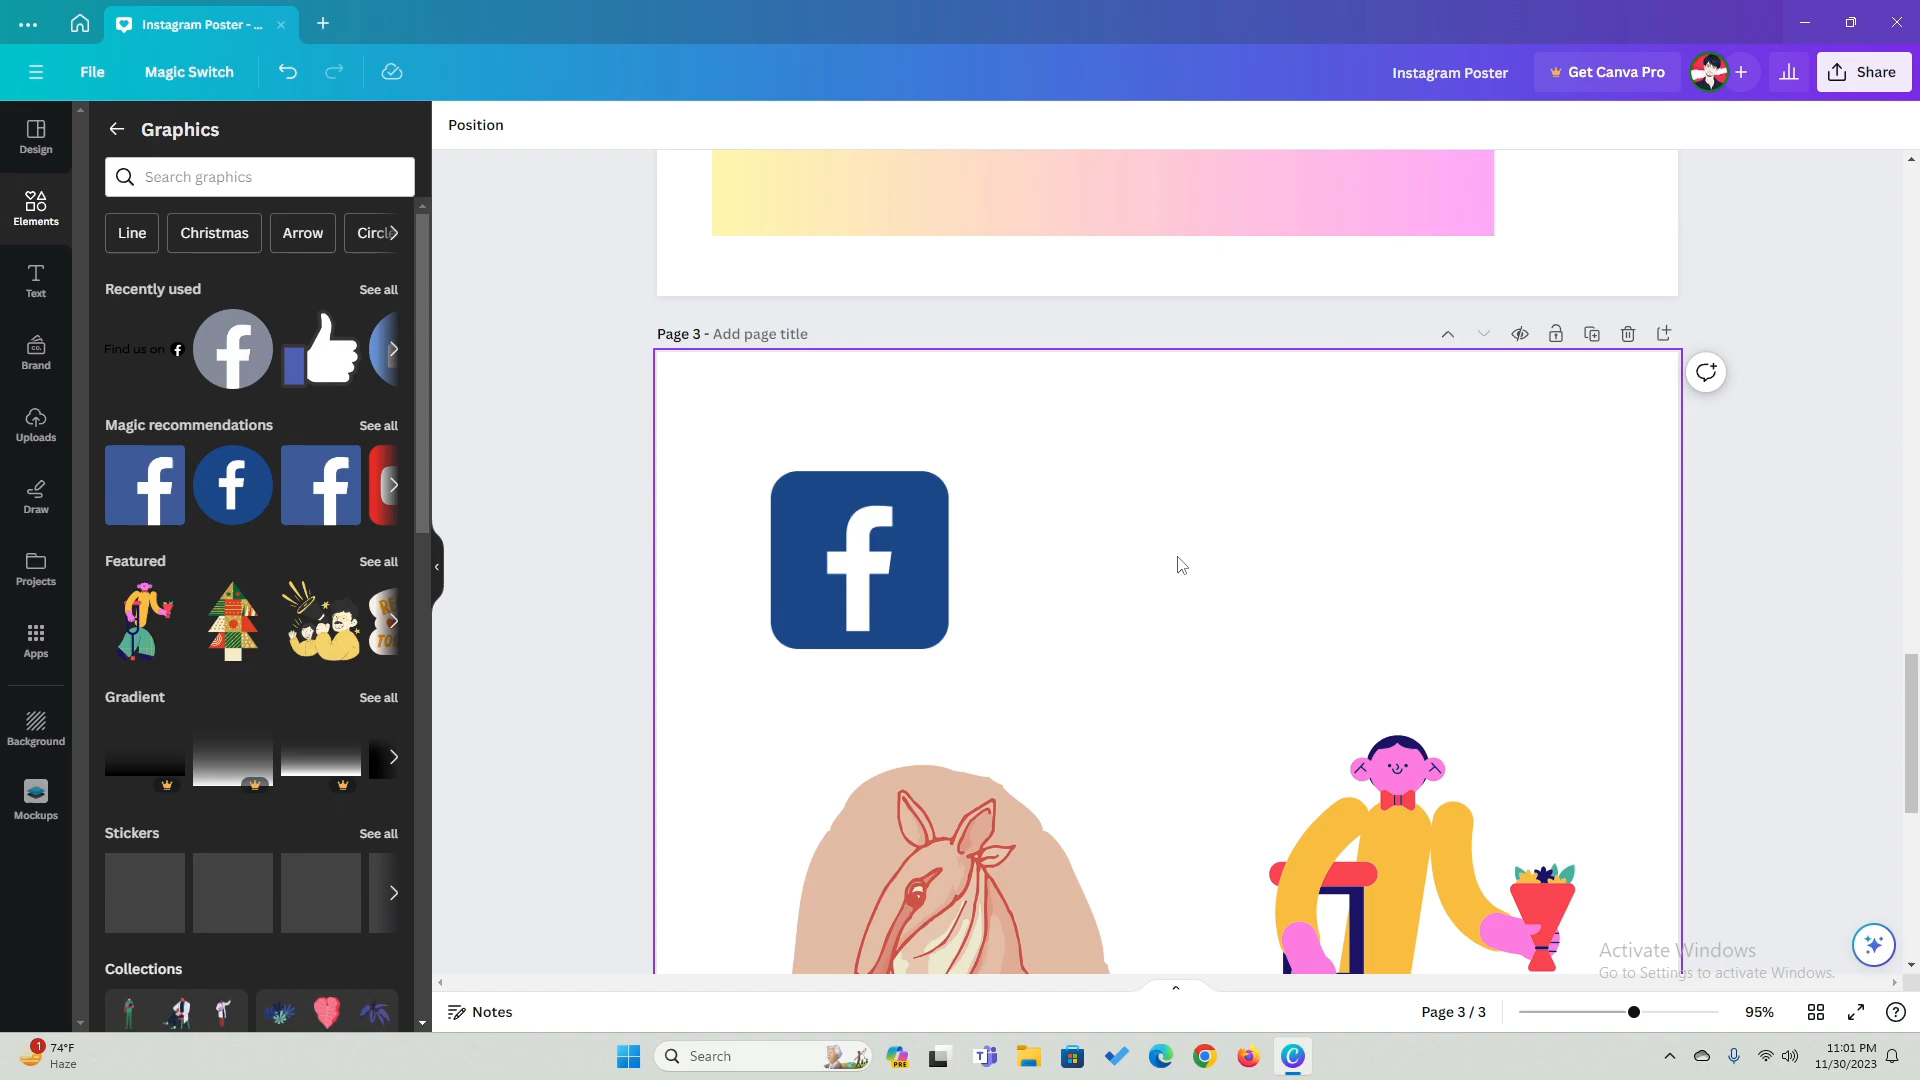 Instagram Poster - ...
File
Magic Switch
Instagram Poster
Get Canva Pro
Share
Design
Elements
Text
Brand
Uploads
Draw
Projects
Apps
Background
Mockups
Graphics
Search graphics
Line
Christmas
Arrow
Circle
Recently used
See all
Find us on
Magic recommendations
See all
Featured
See all
Gradient
See all
Stickers
See all
Collections
Position
Page 3 - Add page title
Activate Windows
Go to Settings to activate Windows.
Notes
Page 3 / 3
95%
1
74°F
Haze
Search
PRE
11:01 PM
11/30/2023